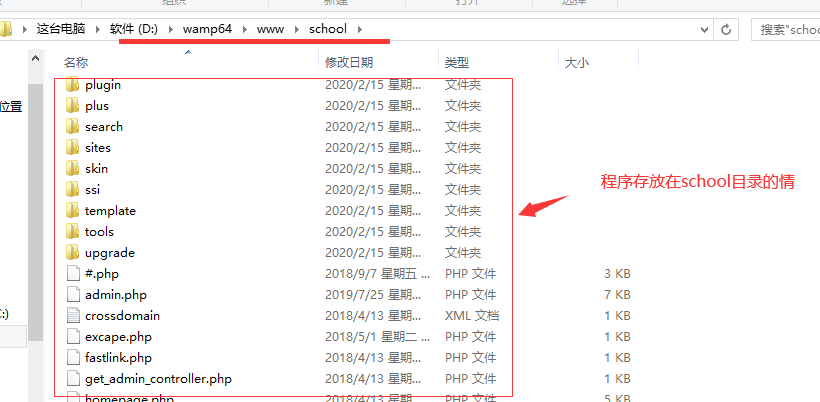 组织
新建
打开
选择
这台电脑 软件 (D:) wamp64 www school
搜索"schoo
名称 修改日期 类型 大小
位置
plugin 2020/2/15 星期... 文件夹
plus 2020/2/15 星期... 文件夹
search 2020/2/15 星期... 文件夹
sites 2020/2/15 星期... 文件夹
skin 2020/2/15 星期... 文件夹
ssi 2020/2/15 星期... 文件夹
template 2020/2/15 星期... 文件夹
tools 2020/2/15 星期... 文件夹
upgrade 2020/2/15 星期... 文件夹
#.php 2018/9/7 星期五 ... PHP 文件 3 KB
admin.php 2019/7/25 星期... PHP 文件 7 KB
crossdomain 2018/4/13 星期... XML 文档 1 KB
C:)
excape.php 2018/5/1 星期二 ... PHP 文件 1 KB
fastlink.php 2018/4/13 星期... PHP 文件 1 KB
get_admin_controller.php 2018/4/13 星期... PHP 文件 1 KB
homepage.php 2018/4/13 星期... PHP 文件 5 KB
程序存放在school目录的情